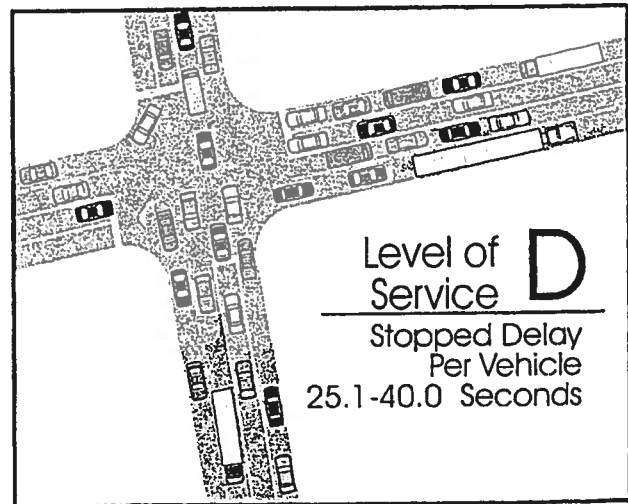 Level of
Service D
Stopped Delay
Per Vehicle
25.1-40.0 Seconds